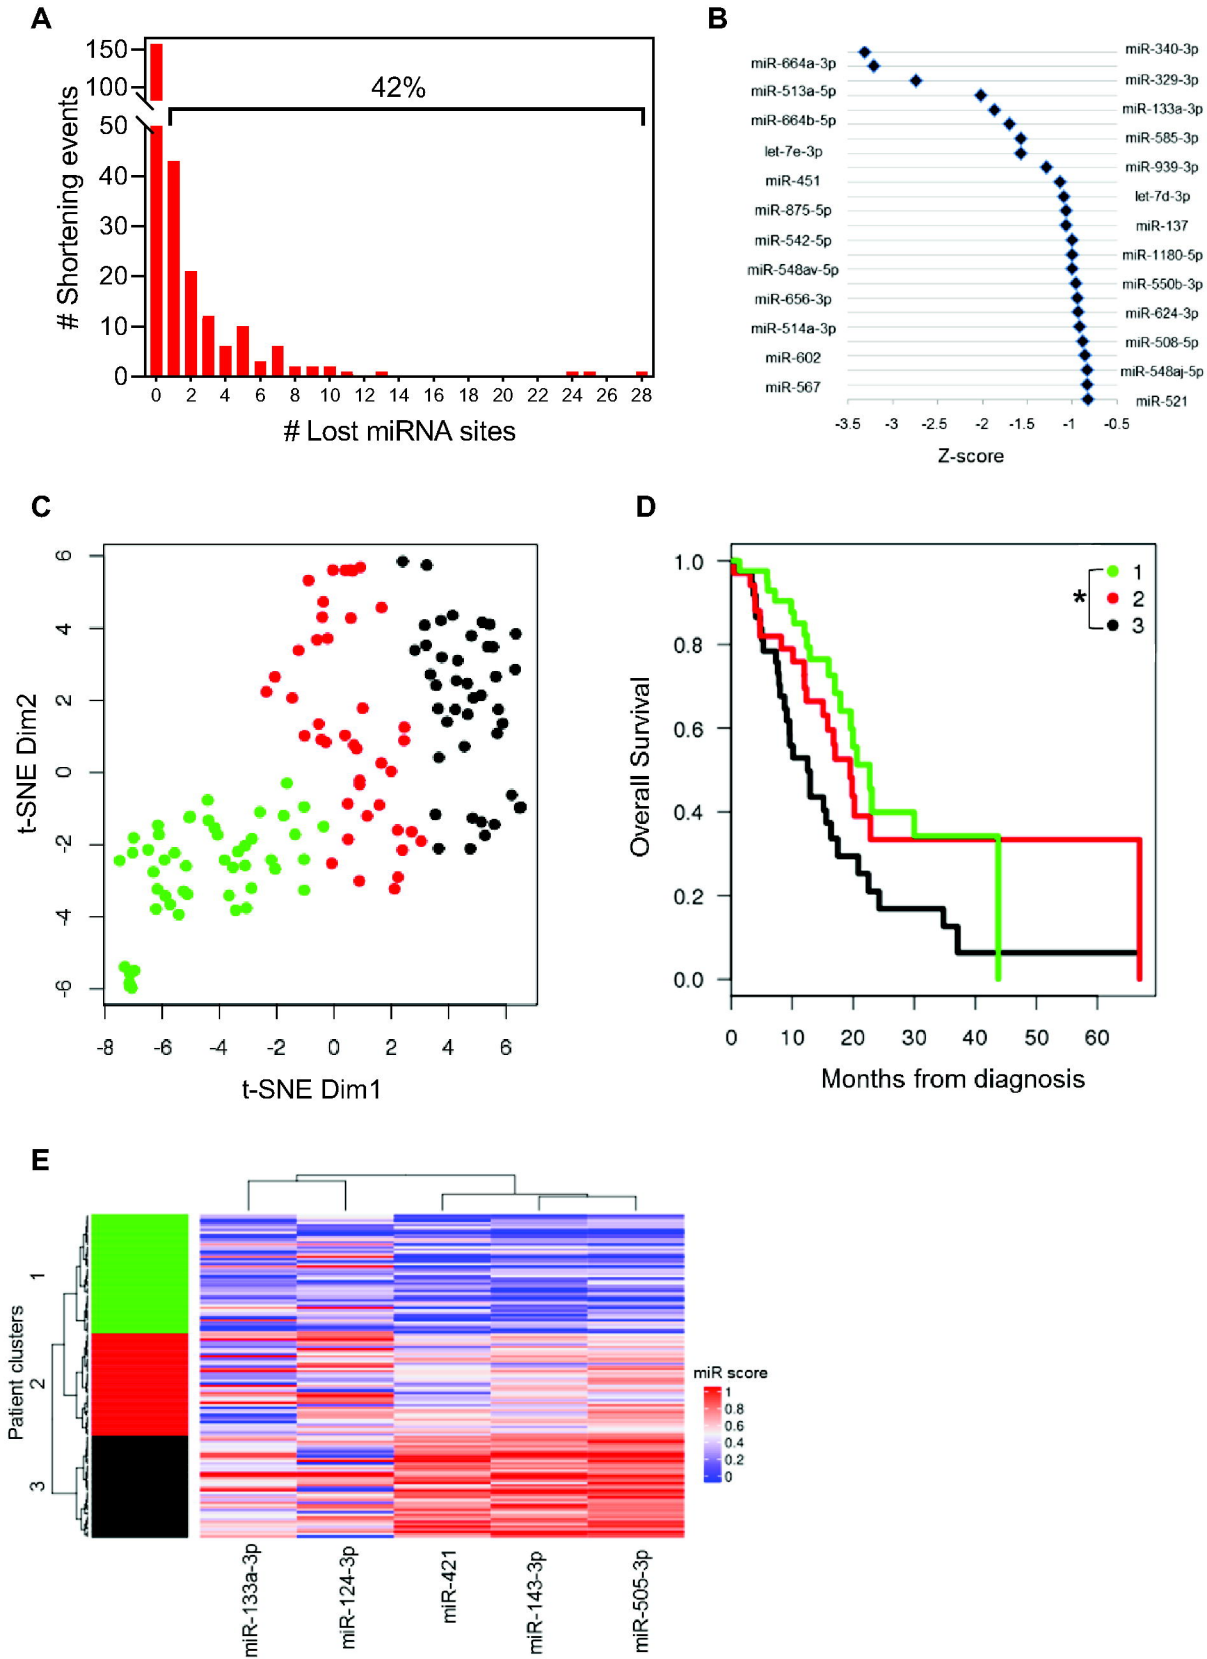 A
150
100
50
40
30
20
10
0
# Shortening events
42%
0 2 4 6 8 10 12 14 16 18 20 22 24 26 28
# Lost miRNA sites
B
miR-340-3p
miR-664a-3p
miR-329-3p
miR-513a-5p
miR-133a-3p
miR-664b-5p
miR-585-3p
let-7e-3p
miR-939-3p
miR-451
let-7d-3p
miR-875-5p
miR-137
miR-542-5p
miR-1180-5p
miR-548av-5p
miR-550b-3p
miR-656-3p
miR-624-3p
miR-514a-3p
miR-508-5p
miR-602
miR-548aj-5p
miR-567
miR-521
-3.5 -3 -2.5 -2 -1.5 -1 -0.5
Z-score
C
6
4
2
0
-2
-4
-6
t-SNE Dim2
-8 -6 -4 -2 0 2 4 6
t-SNE Dim1
D
1.0
0.8
0.6
0.4
0.2
0.0
Overall Survival
* 1
2
3
0 10 20 30 40 50 60
Months from diagnosis
E
Patient clusters
1
2
3
miR score
1
0.8
0.6
0.4
0.2
0
miR-133a-3p
miR-124-3p
miR-421
miR-143-3p
miR-505-3p